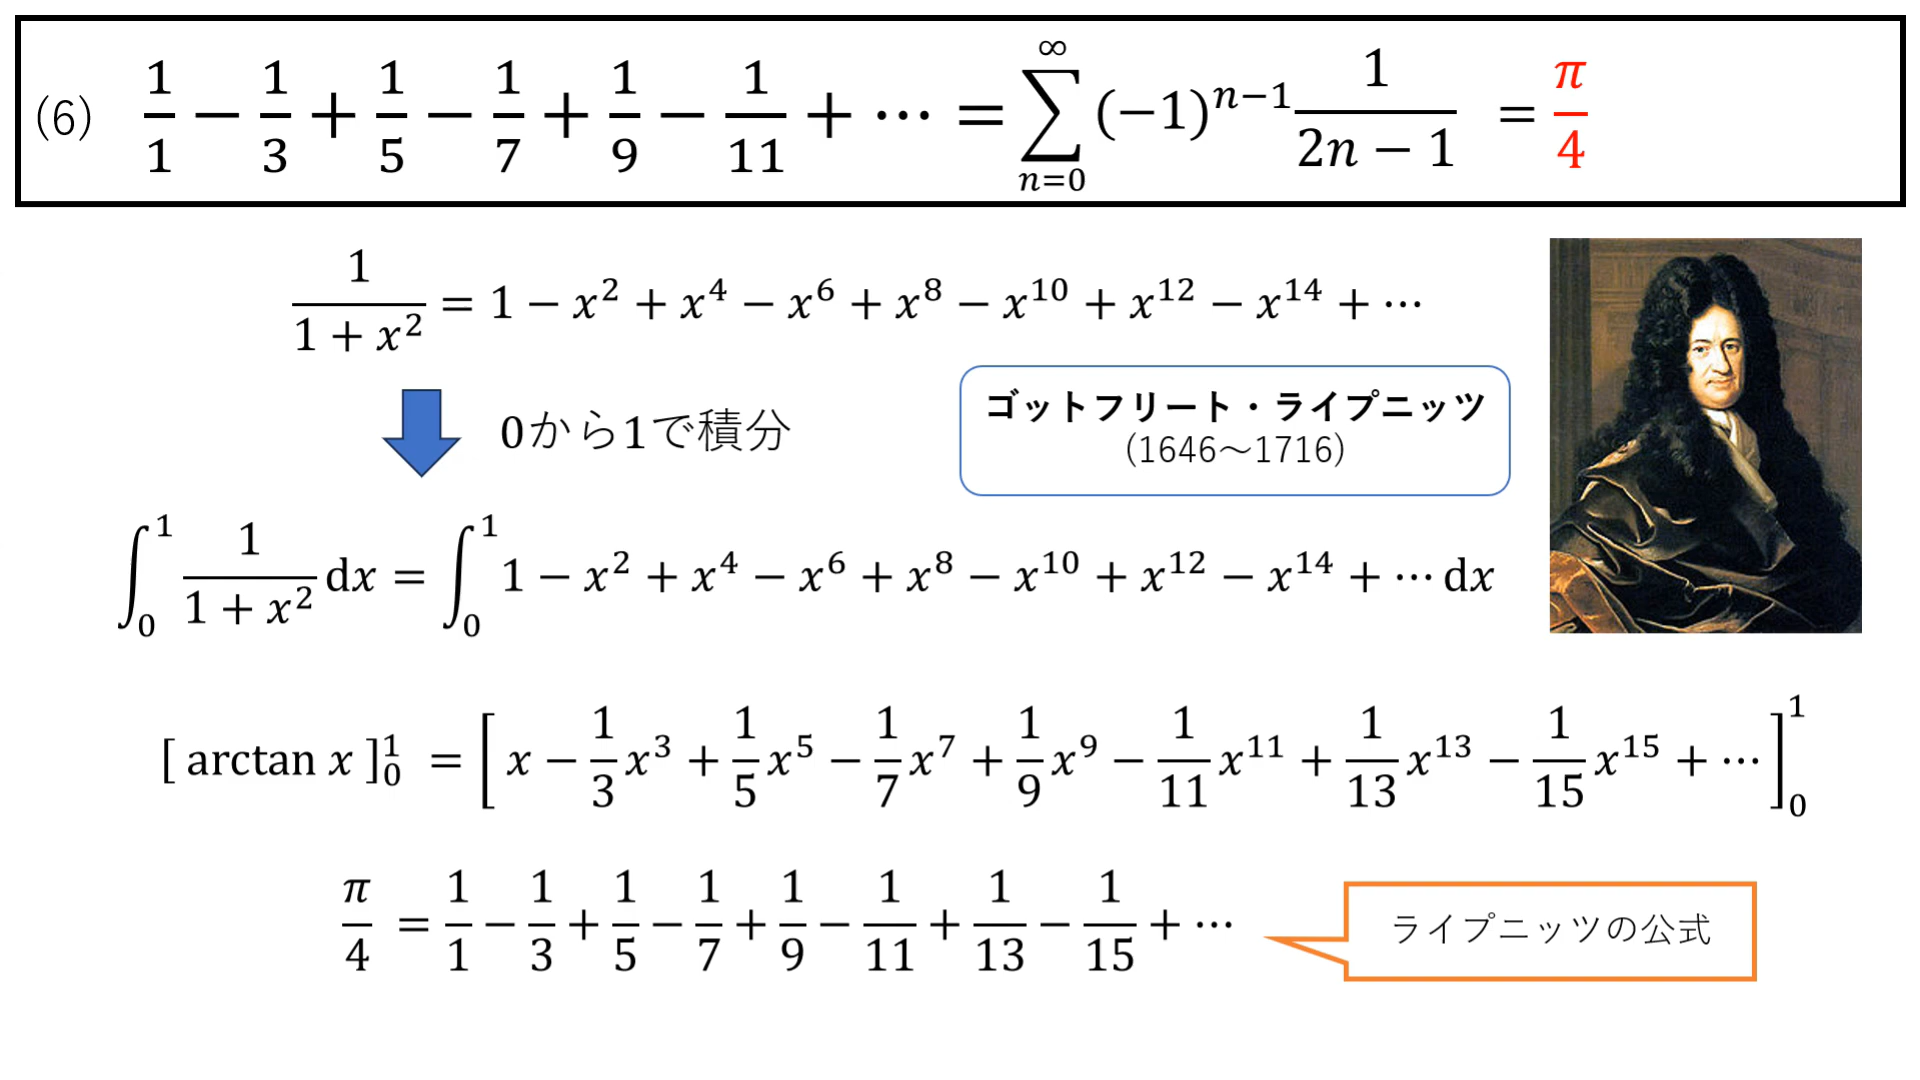 (6) 1/1 − 1/3 + 1/5 − 1/7 + 1/9 − 1/11 + ⋯ = ∑_{n=0}^{∞} (−1)^{n−1} 1/(2n − 1) = π/4
1/(1 + x²) = 1 − x² + x⁴ − x⁶ + x⁸ − x¹⁰ + x¹² − x¹⁴ + ⋯
0から1で積分
ゴットフリート・ライプニッツ
(1646～1716)
∫₀¹ 1/(1 + x²) dx = ∫₀¹ 1 − x² + x⁴ − x⁶ + x⁸ − x¹⁰ + x¹² − x¹⁴ + ⋯ dx
[ arctan x ]₀¹ = [ x − 1/3 x³ + 1/5 x⁵ − 1/7 x⁷ + 1/9 x⁹ − 1/11 x¹¹ + 1/13 x¹³ − 1/15 x¹⁵ + ⋯ ]₀¹
π/4 = 1/1 − 1/3 + 1/5 − 1/7 + 1/9 − 1/11 + 1/13 − 1/15 + ⋯
ライプニッツの公式